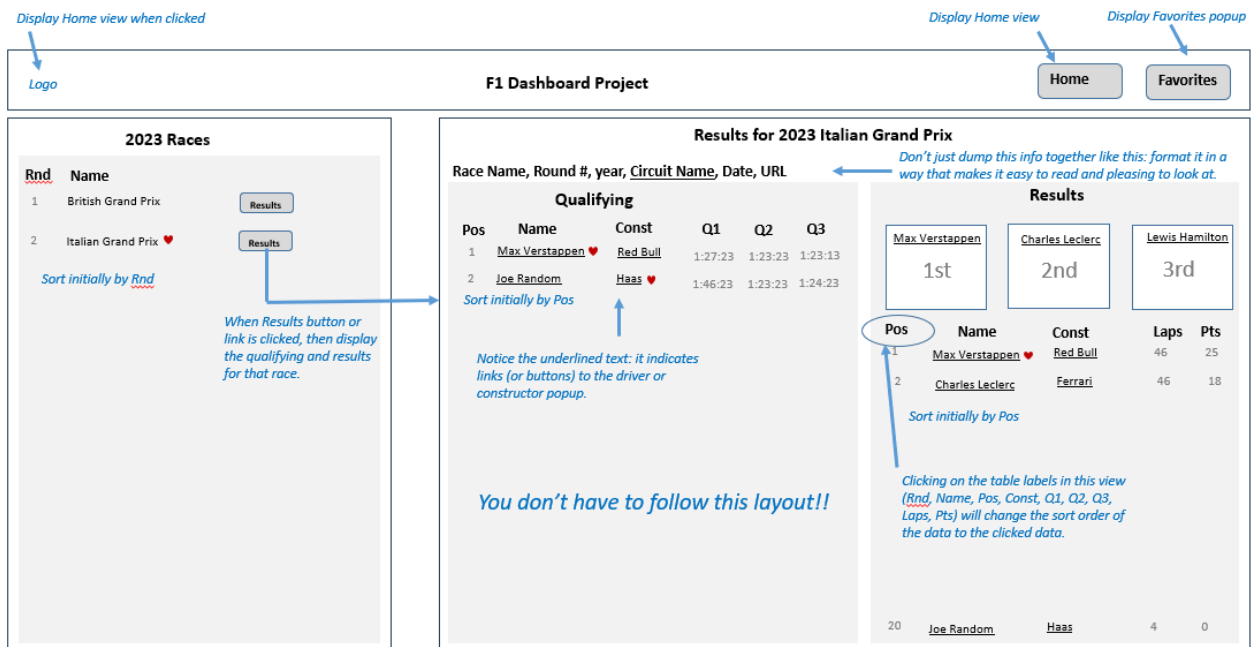 Display Home view when clicked
Display Home view
Display Favorites popup
Logo
F1 Dashboard Project
Home
Favorites
2023 Races
Rnd Name
1 British Grand Prix Results
2 Italian Grand Prix Results
Sort initially by Rnd
When Results button or
link is clicked, then display
the qualifying and results
for that race.
Results for 2023 Italian Grand Prix
Race Name, Round #, year, Circuit Name, Date, URL
Don't just dump this info together like this: format it in a
way that makes it easy to read and pleasing to look at.
Qualifying
Pos Name Const Q1 Q2 Q3
1 Max Verstappen Red Bull 1:27:23 1:23:23 1:23:13
2 Joe Random Haas 1:46:23 1:23:23 1:24:23
Sort initially by Pos
Notice the underlined text: it indicates
links (or buttons) to the driver or
constructor popup.
You don't have to follow this layout!!
Results
Max Verstappen
1st
Charles Leclerc
2nd
Lewis Hamilton
3rd
Pos Name Const Laps Pts
1 Max Verstappen Red Bull 46 25
2 Charles Leclerc Ferrari 46 18
Sort initially by Pos
Clicking on the table labels in this view
(Rnd, Name, Pos, Const, Q1, Q2, Q3,
Laps, Pts) will change the sort order of
the data to the clicked data.
20 Joe Random Haas 4 0